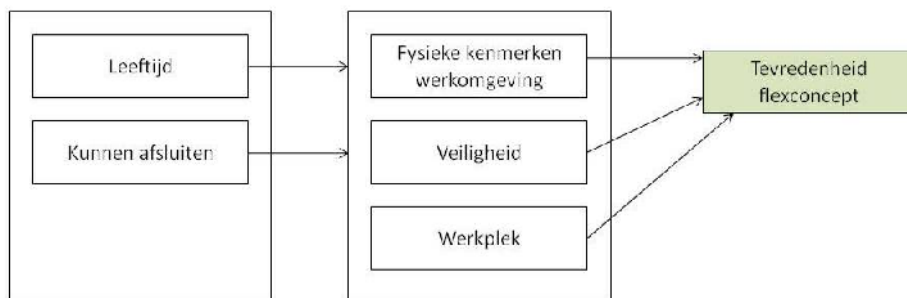 Leeftijd
Kunnen afsluiten
Fysieke kenmerken
werkomgeving
Veiligheid
Werkplek
Tevredenheid
flexconcept